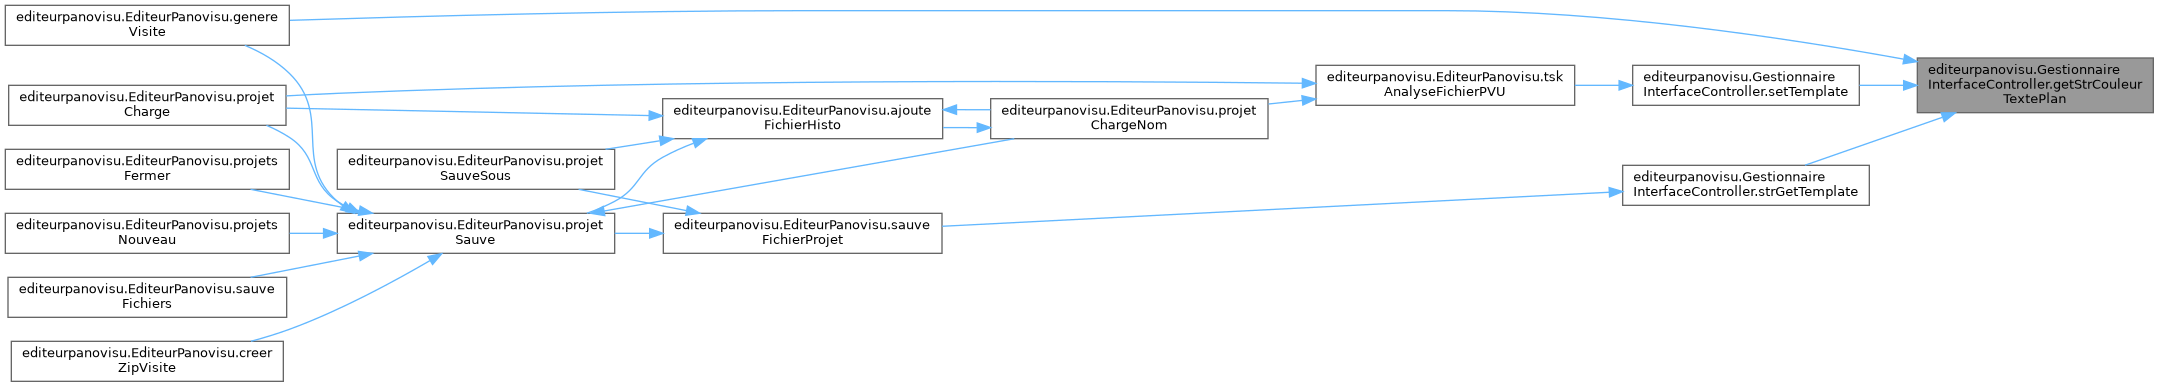 editeurpanovisu.EditeurPanovisu.genere
Visite
editeurpanovisu.EditeurPanovisu.projet
Charge
editeurpanovisu.EditeurPanovisu.projets
Fermer
editeurpanovisu.EditeurPanovisu.projets
Nouveau
editeurpanovisu.EditeurPanovisu.sauve
Fichiers
editeurpanovisu.EditeurPanovisu.creer
ZipVisite
editeurpanovisu.EditeurPanovisu.projet
SauveSous
editeurpanovisu.EditeurPanovisu.projet
Sauve
editeurpanovisu.EditeurPanovisu.ajoute
FichierHisto
editeurpanovisu.EditeurPanovisu.sauve
FichierProjet
editeurpanovisu.EditeurPanovisu.projet
ChargeNom
editeurpanovisu.EditeurPanovisu.tsk
AnalyseFichierPVU
editeurpanovisu.Gestionnaire
InterfaceController.setTemplate
editeurpanovisu.Gestionnaire
InterfaceController.strGetTemplate
editeurpanovisu.Gestionnaire
InterfaceController.getStrCouleur
TextePlan